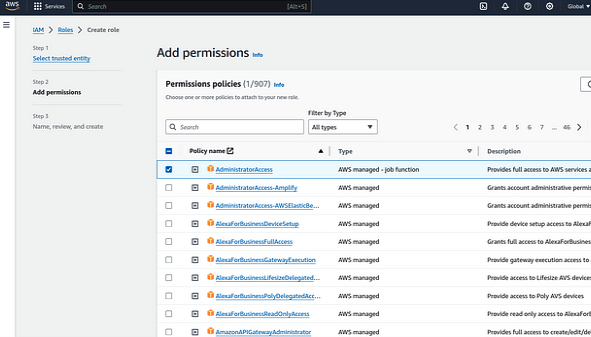 aws
Services
Search
[Alt+S]
Global
IAM > Roles > Create role
Step 1
Select trusted entity
Step 2
Add permissions
Step 3
Name, review, and create
Add permissions Info
Permissions policies (1/907) Info
Choose one or more policies to attach to your new role.
Filter by Type
Search
All types
1 2 3 4 5 6 7 ... 46
Policy name
Type
Description
AdministratorAccess
AWS managed - job function
Provides full access to AWS services a
AdministratorAccess-Amplify
AWS managed
Grants account administrative permis
AdministratorAccess-AWSElasticBe...
AWS managed
Grants account administrative permis
AlexaForBusinessDeviceSetup
AWS managed
Provide device setup access to AlexaFo
AlexaForBusinessFullAccess
AWS managed
Grants full access to AlexaForBusiness
AlexaForBusinessGatewayExecution
AWS managed
Provide gateway execution access to
AlexaForBusinessLifesizeDelegated...
AWS managed
Provide access to Lifesize AVS devices
AlexaForBusinessPolyDelegatedAcc...
AWS managed
Provide access to Poly AVS devices
AlexaForBusinessReadOnlyAccess
AWS managed
Provide read only access to AlexaForB
AmazonAPIGatewayAdministrator
AWS managed
Provides full access to create/edit/de